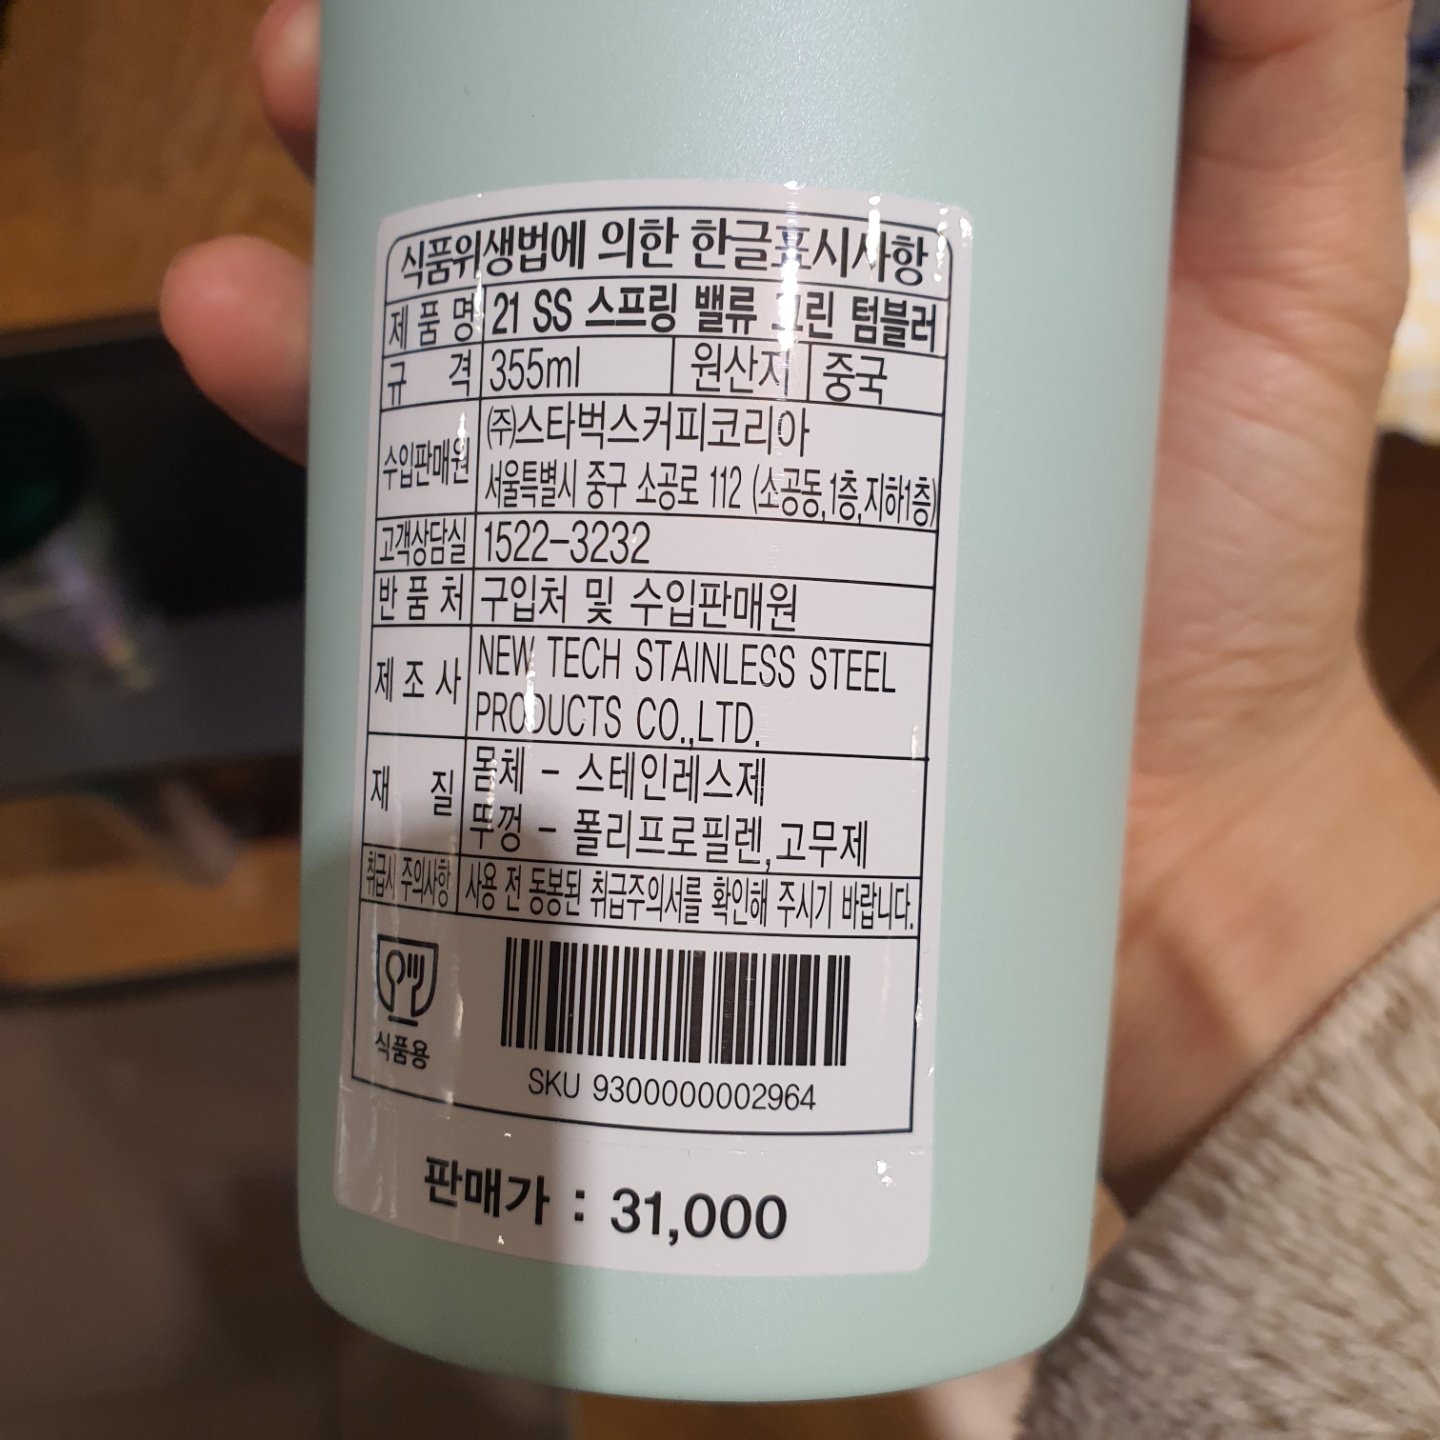 식품위생법에 의한 한글표시사항
제품명 21 SS 스프링 밸류 그린 텀블러
규격 355ml 원산지 중국
수입판매원 (주)스타벅스커피코리아
서울특별시 중구 소공로 112 (소공동,1층,지하1층)
고객상담실 1522-3232
반품처 구입처 및 수입판매원
제조사 NEW TECH STAINLESS STEEL
PRODUCTS CO.,LTD.
재질 몸체 - 스테인레스제
뚜껑 - 폴리프로필렌,고무제
취급시 주의사항 사용 전 동봉된 취급주의서를 확인해 주시기 바랍니다.
식품용
SKU 9300000002964
판매가 : 31,000